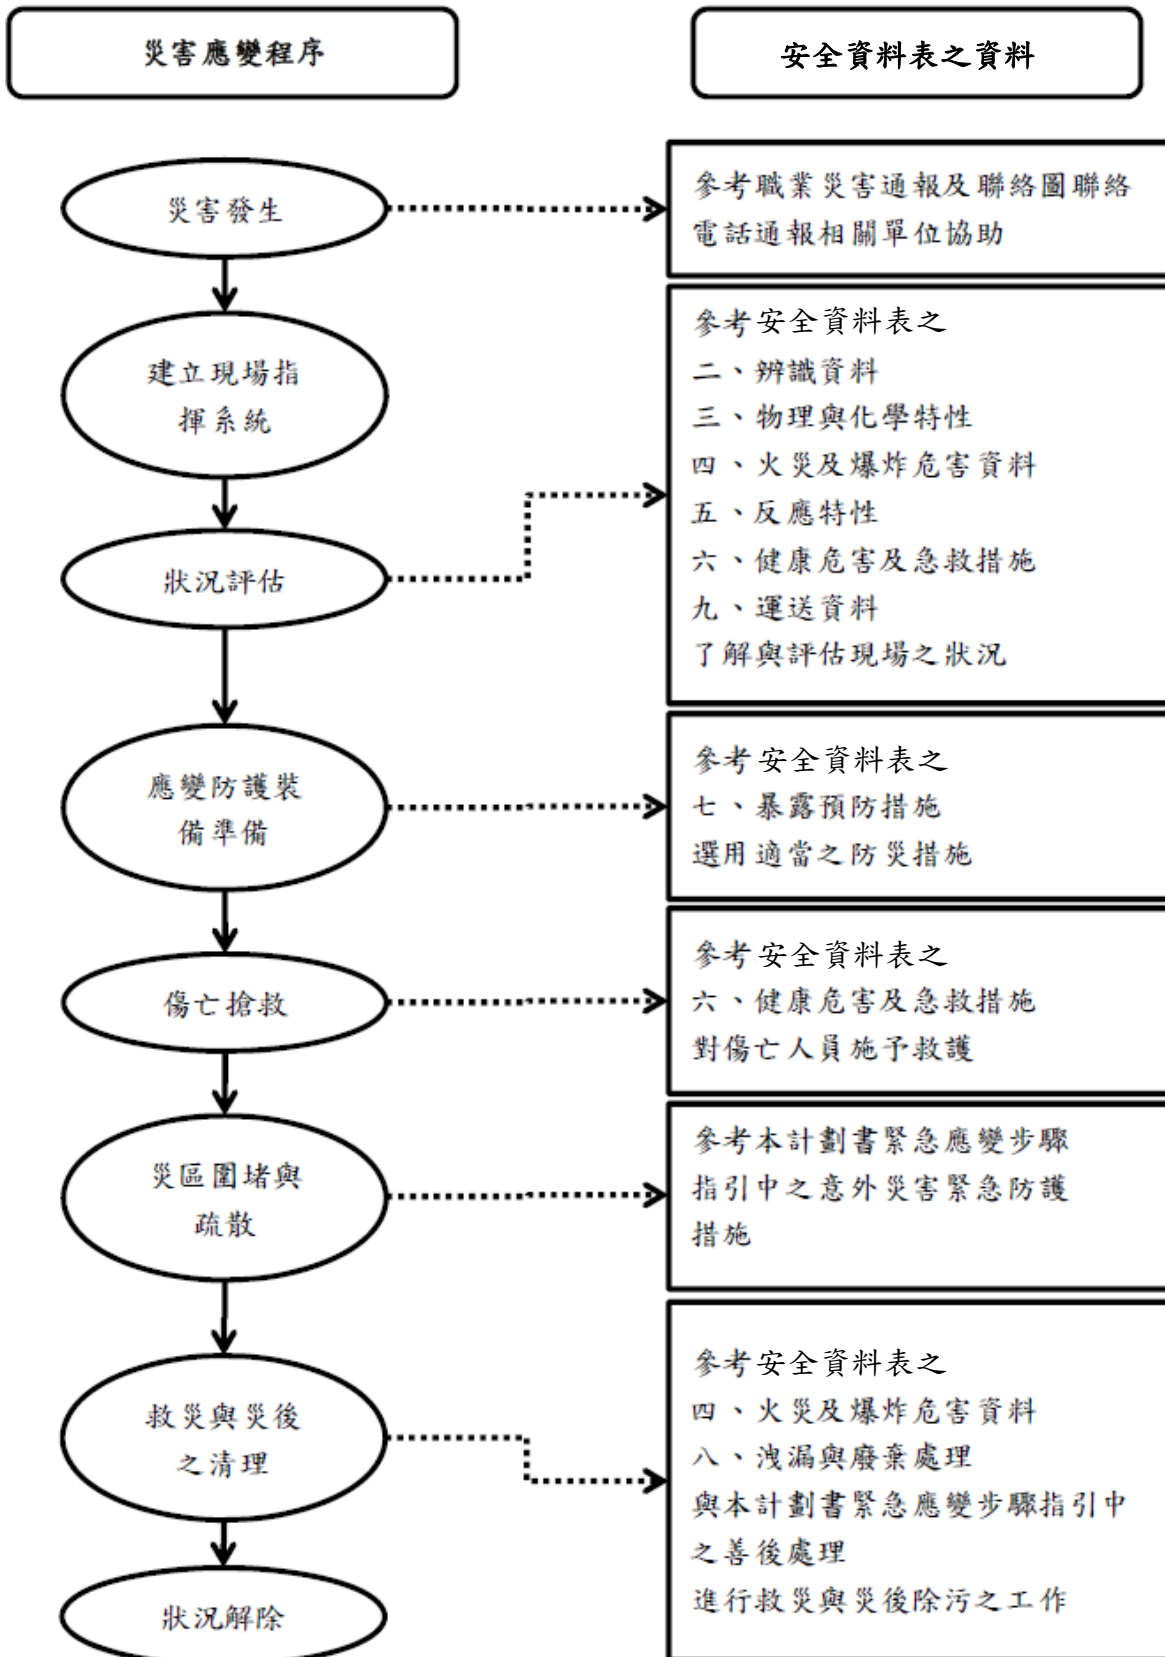 災害應變程序
安全資料表之資料
災害發生
參考職業災害通報及聯絡圖聯絡
電話通報相關單位協助
建立現場指
揮系統
狀況評估
參考安全資料表之
二、辨識資料
三、物理與化學特性
四、火災及爆炸危害資料
五、反應特性
六、健康危害及急救措施
九、運送資料
了解與評估現場之狀況
應變防護裝
備準備
參考安全資料表之
七、暴露預防措施
選用適當之防災措施
傷亡搶救
參考安全資料表之
六、健康危害及急救措施
對傷亡人員施予救護
災區圍堵與
疏散
參考本計劃書緊急應變步驟
指引中之意外災害緊急防護
措施
救災與災後
之清理
參考安全資料表之
四、火災及爆炸危害資料
八、洩漏與廢棄處理
與本計劃書緊急應變步驟指引中
之善後處理
進行救災與災後除污之工作
狀況解除